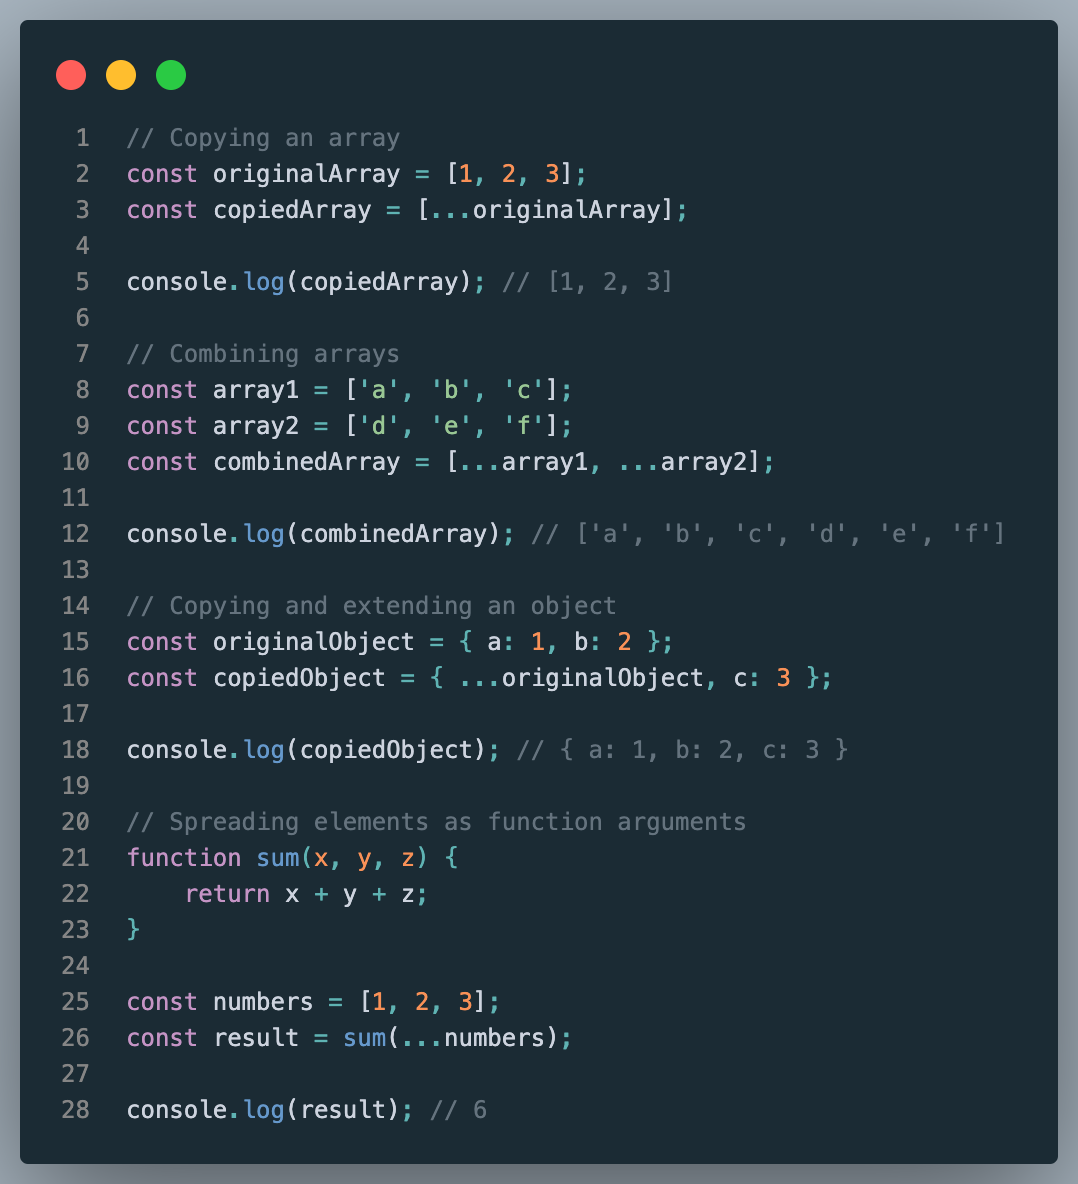 1 // Copying an array
2 const originalArray = [1, 2, 3];
3 const copiedArray = [...originalArray];
4
5 console.log(copiedArray); // [1, 2, 3]
6
7 // Combining arrays
8 const array1 = ['a', 'b', 'c'];
9 const array2 = ['d', 'e', 'f'];
10 const combinedArray = [...array1, ...array2];
11
12 console.log(combinedArray); // ['a', 'b', 'c', 'd', 'e', 'f']
13
14 // Copying and extending an object
15 const originalObject = { a: 1, b: 2 };
16 const copiedObject = { ...originalObject, c: 3 };
17
18 console.log(copiedObject); // { a: 1, b: 2, c: 3 }
19
20 // Spreading elements as function arguments
21 function sum(x, y, z) {
22     return x + y + z;
23 }
24
25 const numbers = [1, 2, 3];
26 const result = sum(...numbers);
27
28 console.log(result); // 6